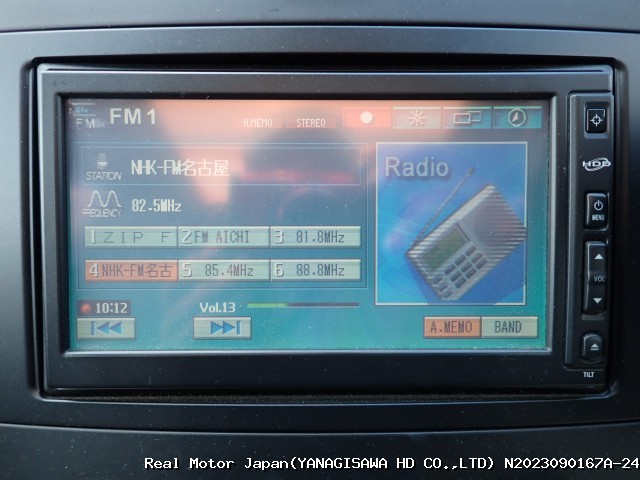 FM
FM 1
A.MEMO
STEREO
STATION
NHK-FM名古屋
Radio
FREQUENCY
82.5MHz
1 ZIP F
2 FM AICHI
3 81.8MHz
4 NHK-FM名古
5 85.4MHz
6 88.8MHz
10:12
Vol.13
A.MEMO
BAND
HDD
MENU
VOL
TILT
Real Motor Japan(YANAGISAWA HD CO.,LTD) N2023090167A-24